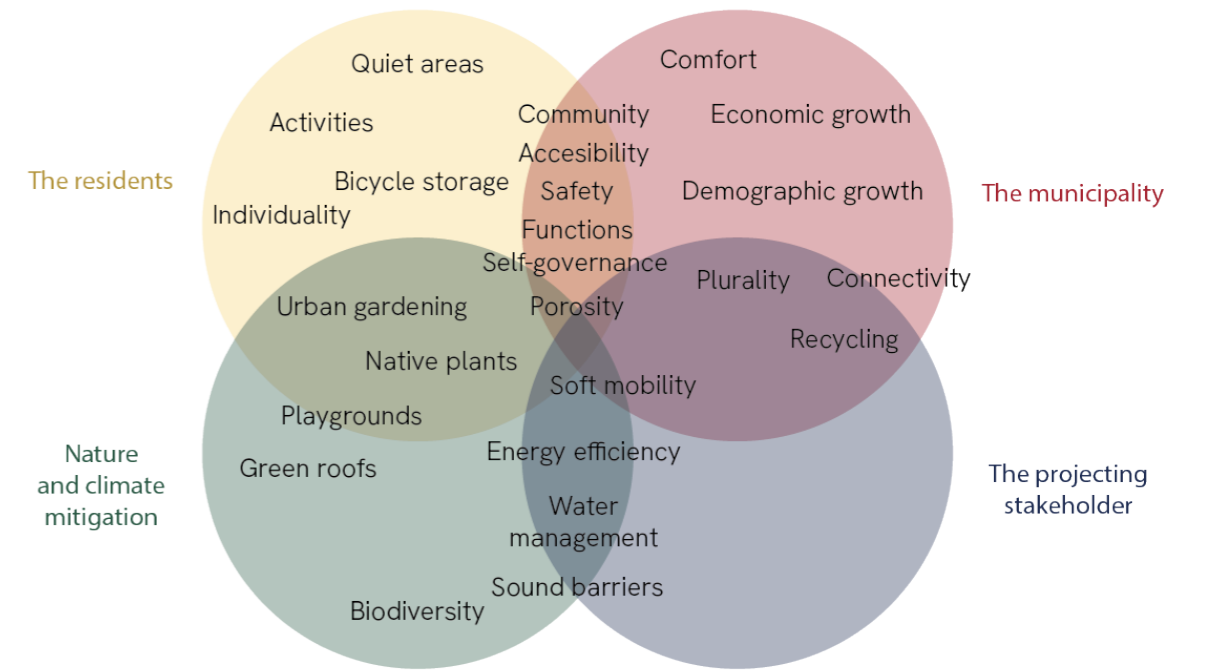 Quiet areas
Comfort
Community
Economic growth
Activities
Accesibility
The residents
Bicycle storage
Safety
Demographic growth
The municipality
Individuality
Functions
Self-governance
Plurality
Connectivity
Urban gardening
Porosity
Recycling
Native plants
Soft mobility
Playgrounds
Nature
and climate
mitigation
Green roofs
Energy efficiency
The projecting
stakeholder
Water
management
Sound barriers
Biodiversity